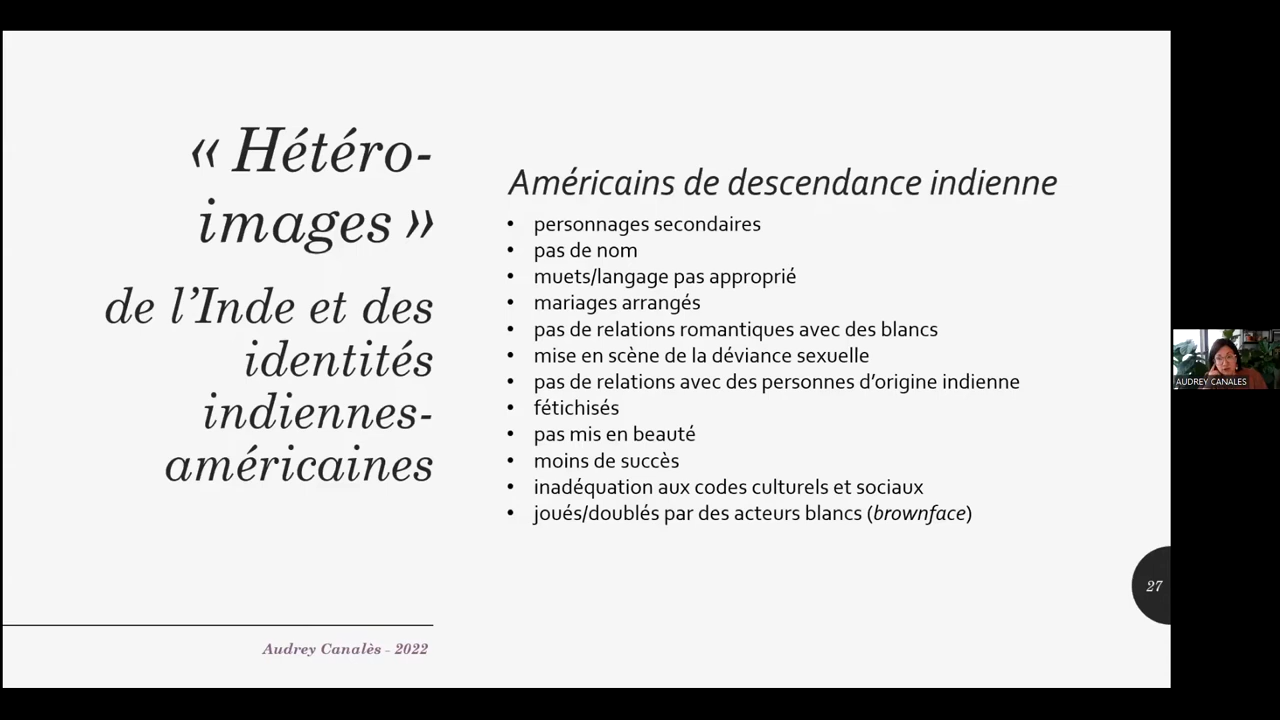 « Hétéro-
images »
de l’Inde et des
identités
indiennes-
américaines
Américains de descendance indienne
• personnages secondaires
• pas de nom
• muets/langage pas approprié
• mariages arrangés
• pas de relations romantiques avec des blancs
• mise en scène de la déviance sexuelle
• pas de relations avec des personnes d’origine indienne
• fétichisés
• pas mis en beauté
• moins de succès
• inadéquation aux codes culturels et sociaux
• joués/doublés par des acteurs blancs (brownface)
27
Audrey Canalès - 2022
AUDREY CANALES